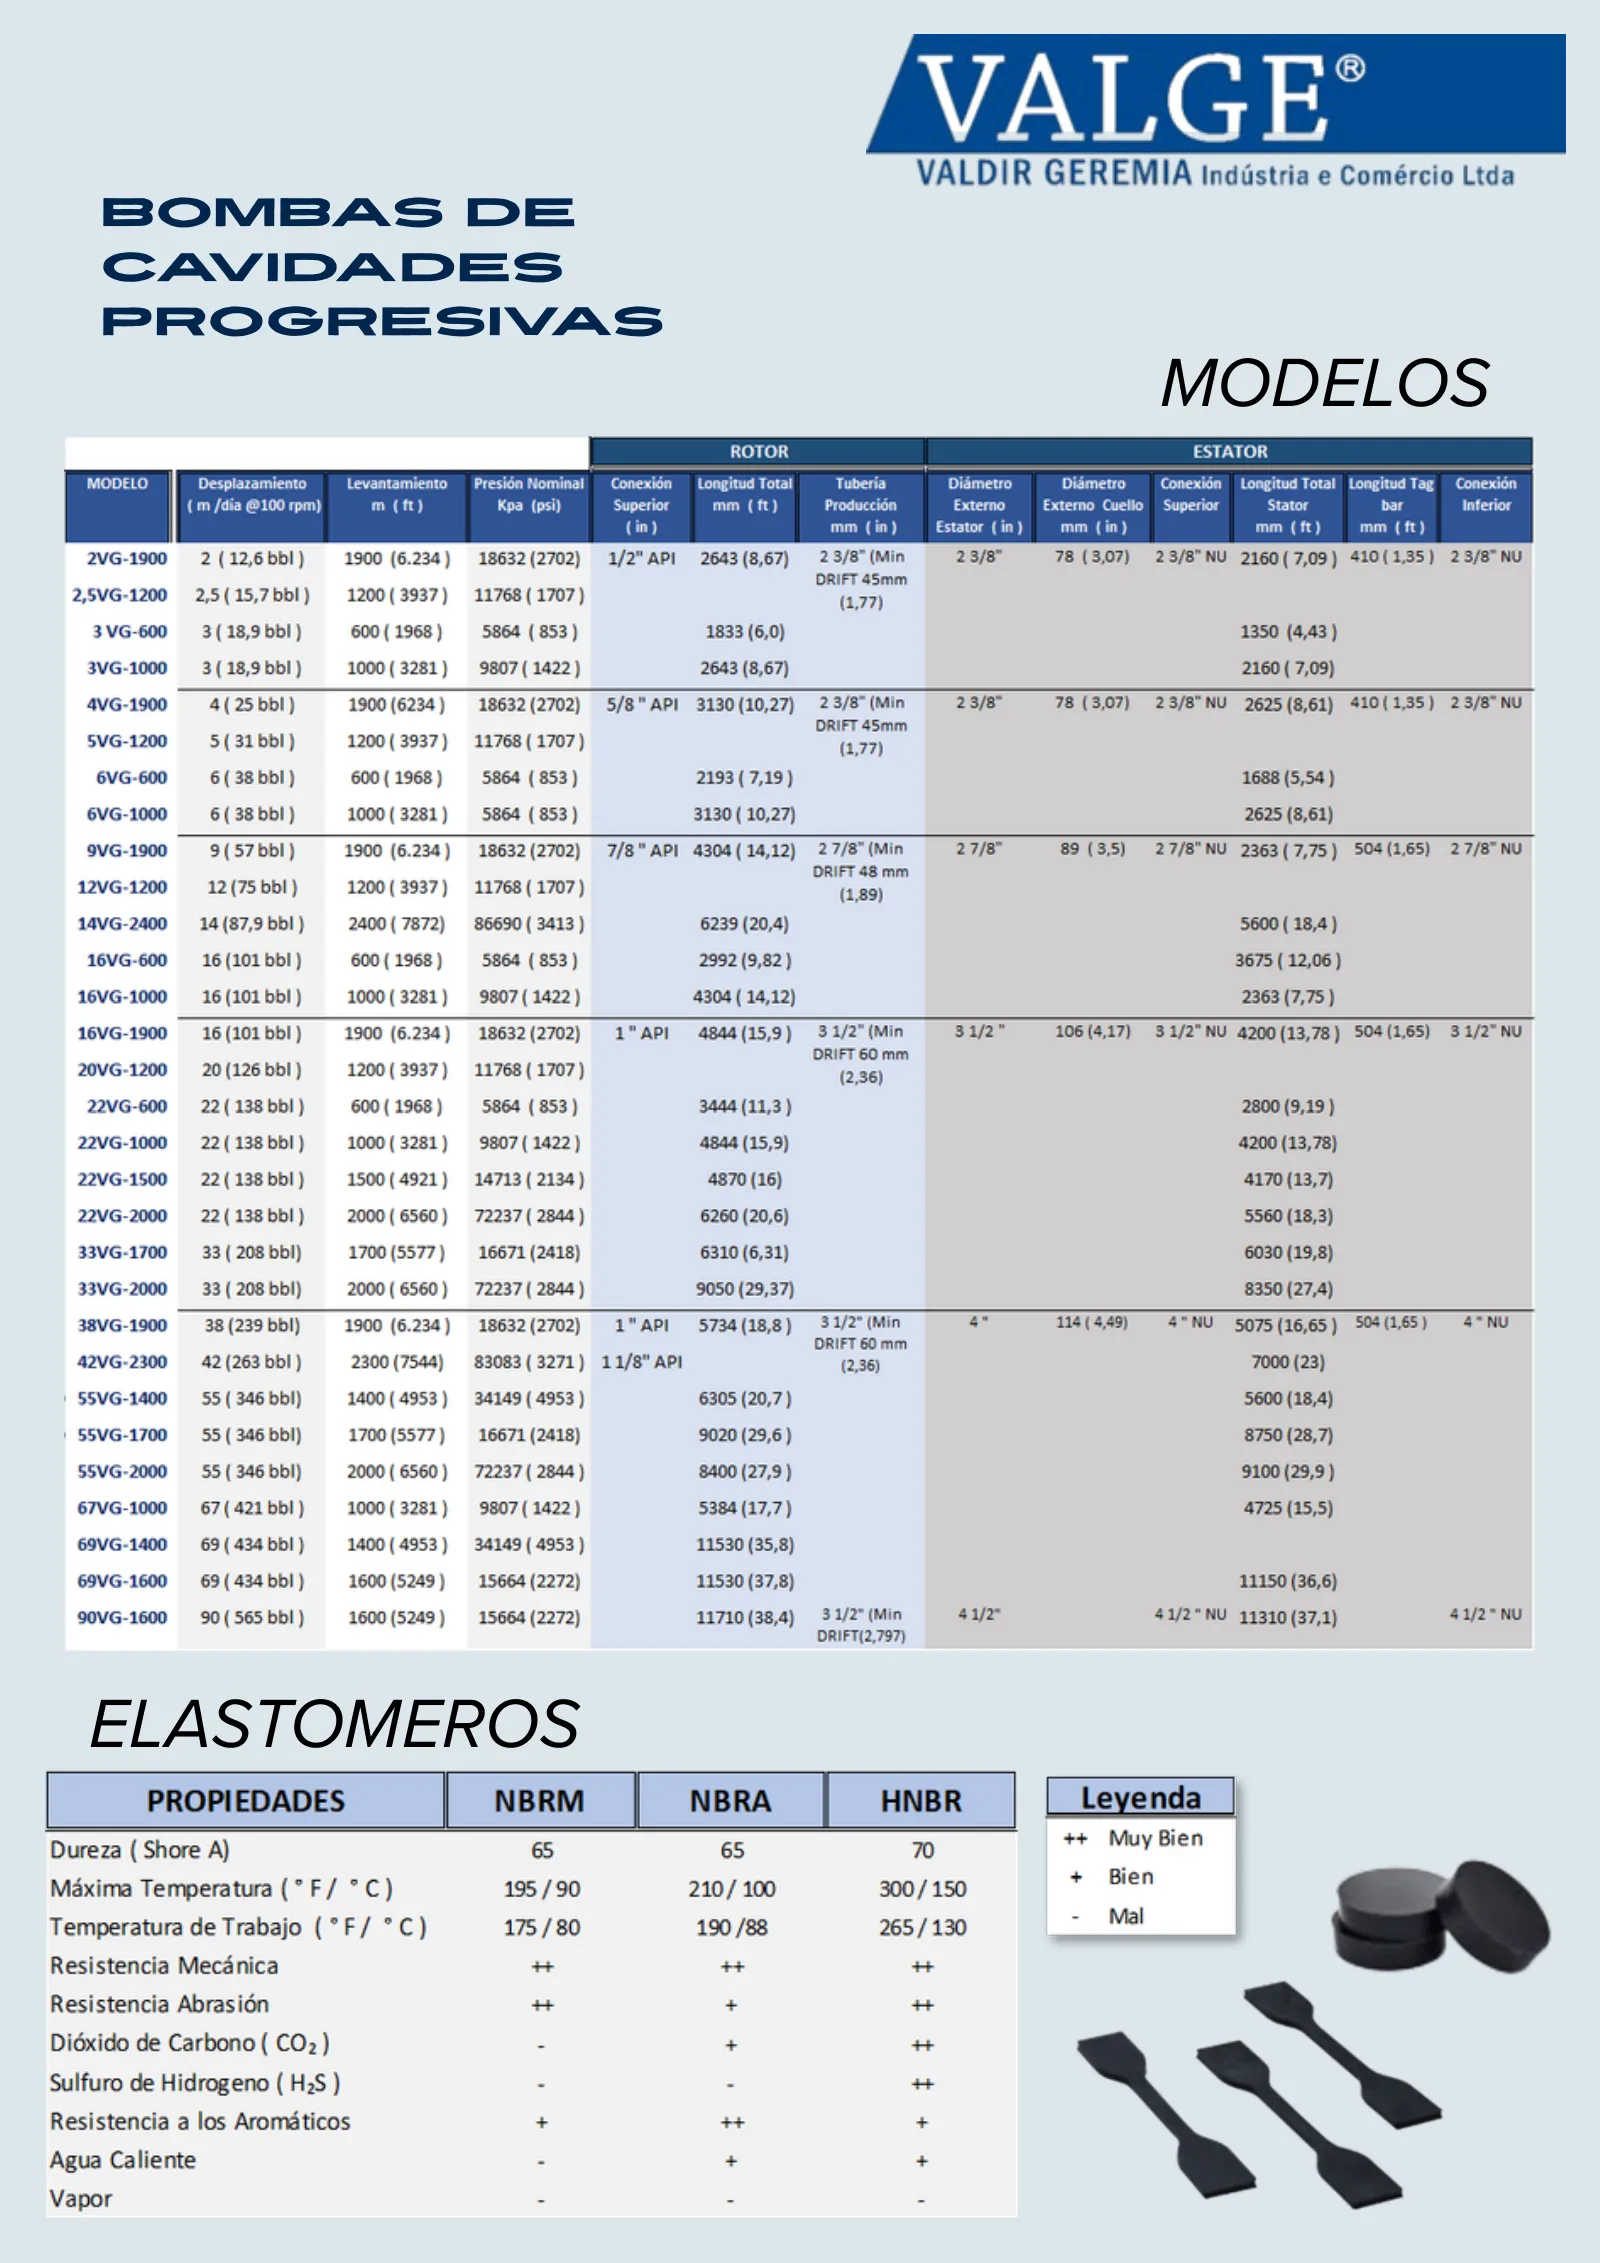 VALGE®
VALDIR GEREMIA Indústria e Comércio Ltda
BOMBAS DE
CAVIDADES
PROGRESIVAS
MODELOS
ROTOR ESTATOR
MODELO Desplazamiento ( m /día @100 rpm) Levantamiento m ( ft ) Presión Nominal Kpa (psi) Conexión Superior ( in ) Longitud Total mm ( ft ) Tubería Producción mm ( in ) Diámetro Externo Estator ( in ) Diámetro Externo Cuello mm ( in ) Conexión Superior Longitud Total Stator mm ( ft ) Longitud Tag bar mm ( ft ) Conexión Inferior
2VG-1900 2 ( 12,6 bbl ) 1900 (6.234 ) 18632 (2702) 1/2" API 2643 (8,67) 2 3/8" (Min DRIFT 45mm (1,77) 2 3/8" 78 ( 3,07) 2 3/8" NU 2160 ( 7,09 ) 410 ( 1,35 ) 2 3/8" NU
2,5VG-1200 2,5 ( 15,7 bbl ) 1200 ( 3937 ) 11768 ( 1707 )
3 VG-600 3 ( 18,9 bbl ) 600 ( 1968 ) 5864 ( 853 ) 1833 (6,0) 1350 (4,43 )
3VG-1000 3 ( 18,9 bbl ) 1000 ( 3281 ) 9807 ( 1422 ) 2643 (8,67) 2160 ( 7,09)
4VG-1900 4 ( 25 bbl ) 1900 (6234 ) 18632 (2702) 5/8 " API 3130 (10,27) 2 3/8" (Min DRIFT 45mm (1,77) 2 3/8" 78 ( 3,07) 2 3/8" NU 2625 (8,61) 410 ( 1,35 ) 2 3/8" NU
5VG-1200 5 ( 31 bbl ) 1200 ( 3937 ) 11768 ( 1707 )
6VG-600 6 ( 38 bbl ) 600 ( 1968 ) 5864 ( 853 ) 2193 ( 7,19 ) 1688 (5,54 )
6VG-1000 6 ( 38 bbl ) 1000 ( 3281 ) 5864 ( 853 ) 3130 ( 10,27) 2625 (8,61)
9VG-1900 9 ( 57 bbl ) 1900 (6.234 ) 18632 (2702) 7/8 " API 4304 ( 14,12) 2 7/8" (Min DRIFT 48 mm (1,89) 2 7/8" 89 ( 3,5) 2 7/8" NU 2363 ( 7,75 ) 504 (1,65) 2 7/8" NU
12VG-1200 12 (75 bbl ) 1200 ( 3937 ) 11768 ( 1707 )
14VG-2400 14 (87,9 bbl ) 2400 ( 7872) 86690 ( 3413 ) 6239 (20,4) 5600 ( 18,4 )
16VG-600 16 (101 bbl ) 600 ( 1968 ) 5864 ( 853 ) 2992 (9,82 ) 3675 ( 12,06 )
16VG-1000 16 (101 bbl ) 1000 ( 3281 ) 9807 ( 1422 ) 4304 ( 14,12) 2363 (7,75 )
16VG-1900 16 (101 bbl ) 1900 (6.234 ) 18632 (2702) 1 " API 4844 (15,9 ) 3 1/2" (Min DRIFT 60 mm (2,36) 3 1/2 " 106 (4,17) 3 1/2" NU 4200 (13,78 ) 504 (1,65) 3 1/2" NU
20VG-1200 20 (126 bbl ) 1200 ( 3937 ) 11768 ( 1707 )
22VG-600 22 ( 138 bbl ) 600 ( 1968 ) 5864 ( 853 ) 3444 (11,3 ) 2800 (9,19 )
22VG-1000 22 ( 138 bbl ) 1000 ( 3281 ) 9807 ( 1422 ) 4844 (15,9) 4200 (13,78)
22VG-1500 22 ( 138 bbl ) 1500 ( 4921 ) 14713 ( 2134 ) 4870 (16) 4170 (13,7)
22VG-2000 22 ( 138 bbl ) 2000 ( 6560 ) 72237 ( 2844 ) 6260 (20,6) 5560 (18,3)
33VG-1700 33 ( 208 bbl) 1700 (5577 ) 16671 (2418) 6310 (6,31) 6030 (19,8)
33VG-2000 33 ( 208 bbl) 2000 ( 6560 ) 72237 ( 2844 ) 9050 (29,37) 8350 (27,4)
38VG-1900 38 (239 bbl) 1900 (6.234 ) 18632 (2702) 1 " API 5734 (18,8 ) 3 1/2" (Min DRIFT 60 mm (2,36) 4 " 114 ( 4,49) 4 " NU 5075 (16,65 ) 504 (1,65 ) 4 " NU
42VG-2300 42 (263 bbl ) 2300 (7544) 83083 ( 3271 ) 1 1/8" API 7000 (23)
55VG-1400 55 ( 346 bbl) 1400 ( 4953 ) 34149 ( 4953 ) 6305 (20,7 ) 5600 (18,4)
55VG-1700 55 ( 346 bbl) 1700 (5577 ) 16671 (2418) 9020 (29,6 ) 8750 (28,7)
55VG-2000 55 ( 346 bbl) 2000 ( 6560 ) 72237 ( 2844 ) 8400 (27,9 ) 9100 (29,9 )
67VG-1000 67 ( 421 bbl ) 1000 ( 3281 ) 9807 ( 1422 ) 5384 (17,7 ) 4725 (15,5)
69VG-1400 69 ( 434 bbl ) 1400 ( 4953 ) 34149 ( 4953 ) 11530 (35,8)
69VG-1600 69 ( 434 bbl ) 1600 (5249 ) 15664 (2272) 11530 (37,8) 11150 (36,6)
90VG-1600 90 ( 565 bbl ) 1600 (5249 ) 15664 (2272) 11710 (38,4) 3 1/2" (Min DRIFT(2,797) 4 1/2" 4 1/2 " NU 11310 (37,1) 4 1/2 " NU
ELASTOMEROS
PROPIEDADES NBRM NBRA HNBR
Dureza ( Shore A) 65 65 70
Máxima Temperatura ( ° F / ° C ) 195 / 90 210 / 100 300 / 150
Temperatura de Trabajo ( ° F / ° C ) 175 / 80 190 /88 265 / 130
Resistencia Mecánica ++ ++ ++
Resistencia Abrasión ++ + ++
Dióxido de Carbono ( CO₂ ) - + ++
Sulfuro de Hidrogeno ( H₂S ) - - ++
Resistencia a los Aromáticos + ++ +
Agua Caliente - + +
Vapor - - -
Leyenda
++ Muy Bien
+ Bien
- Mal